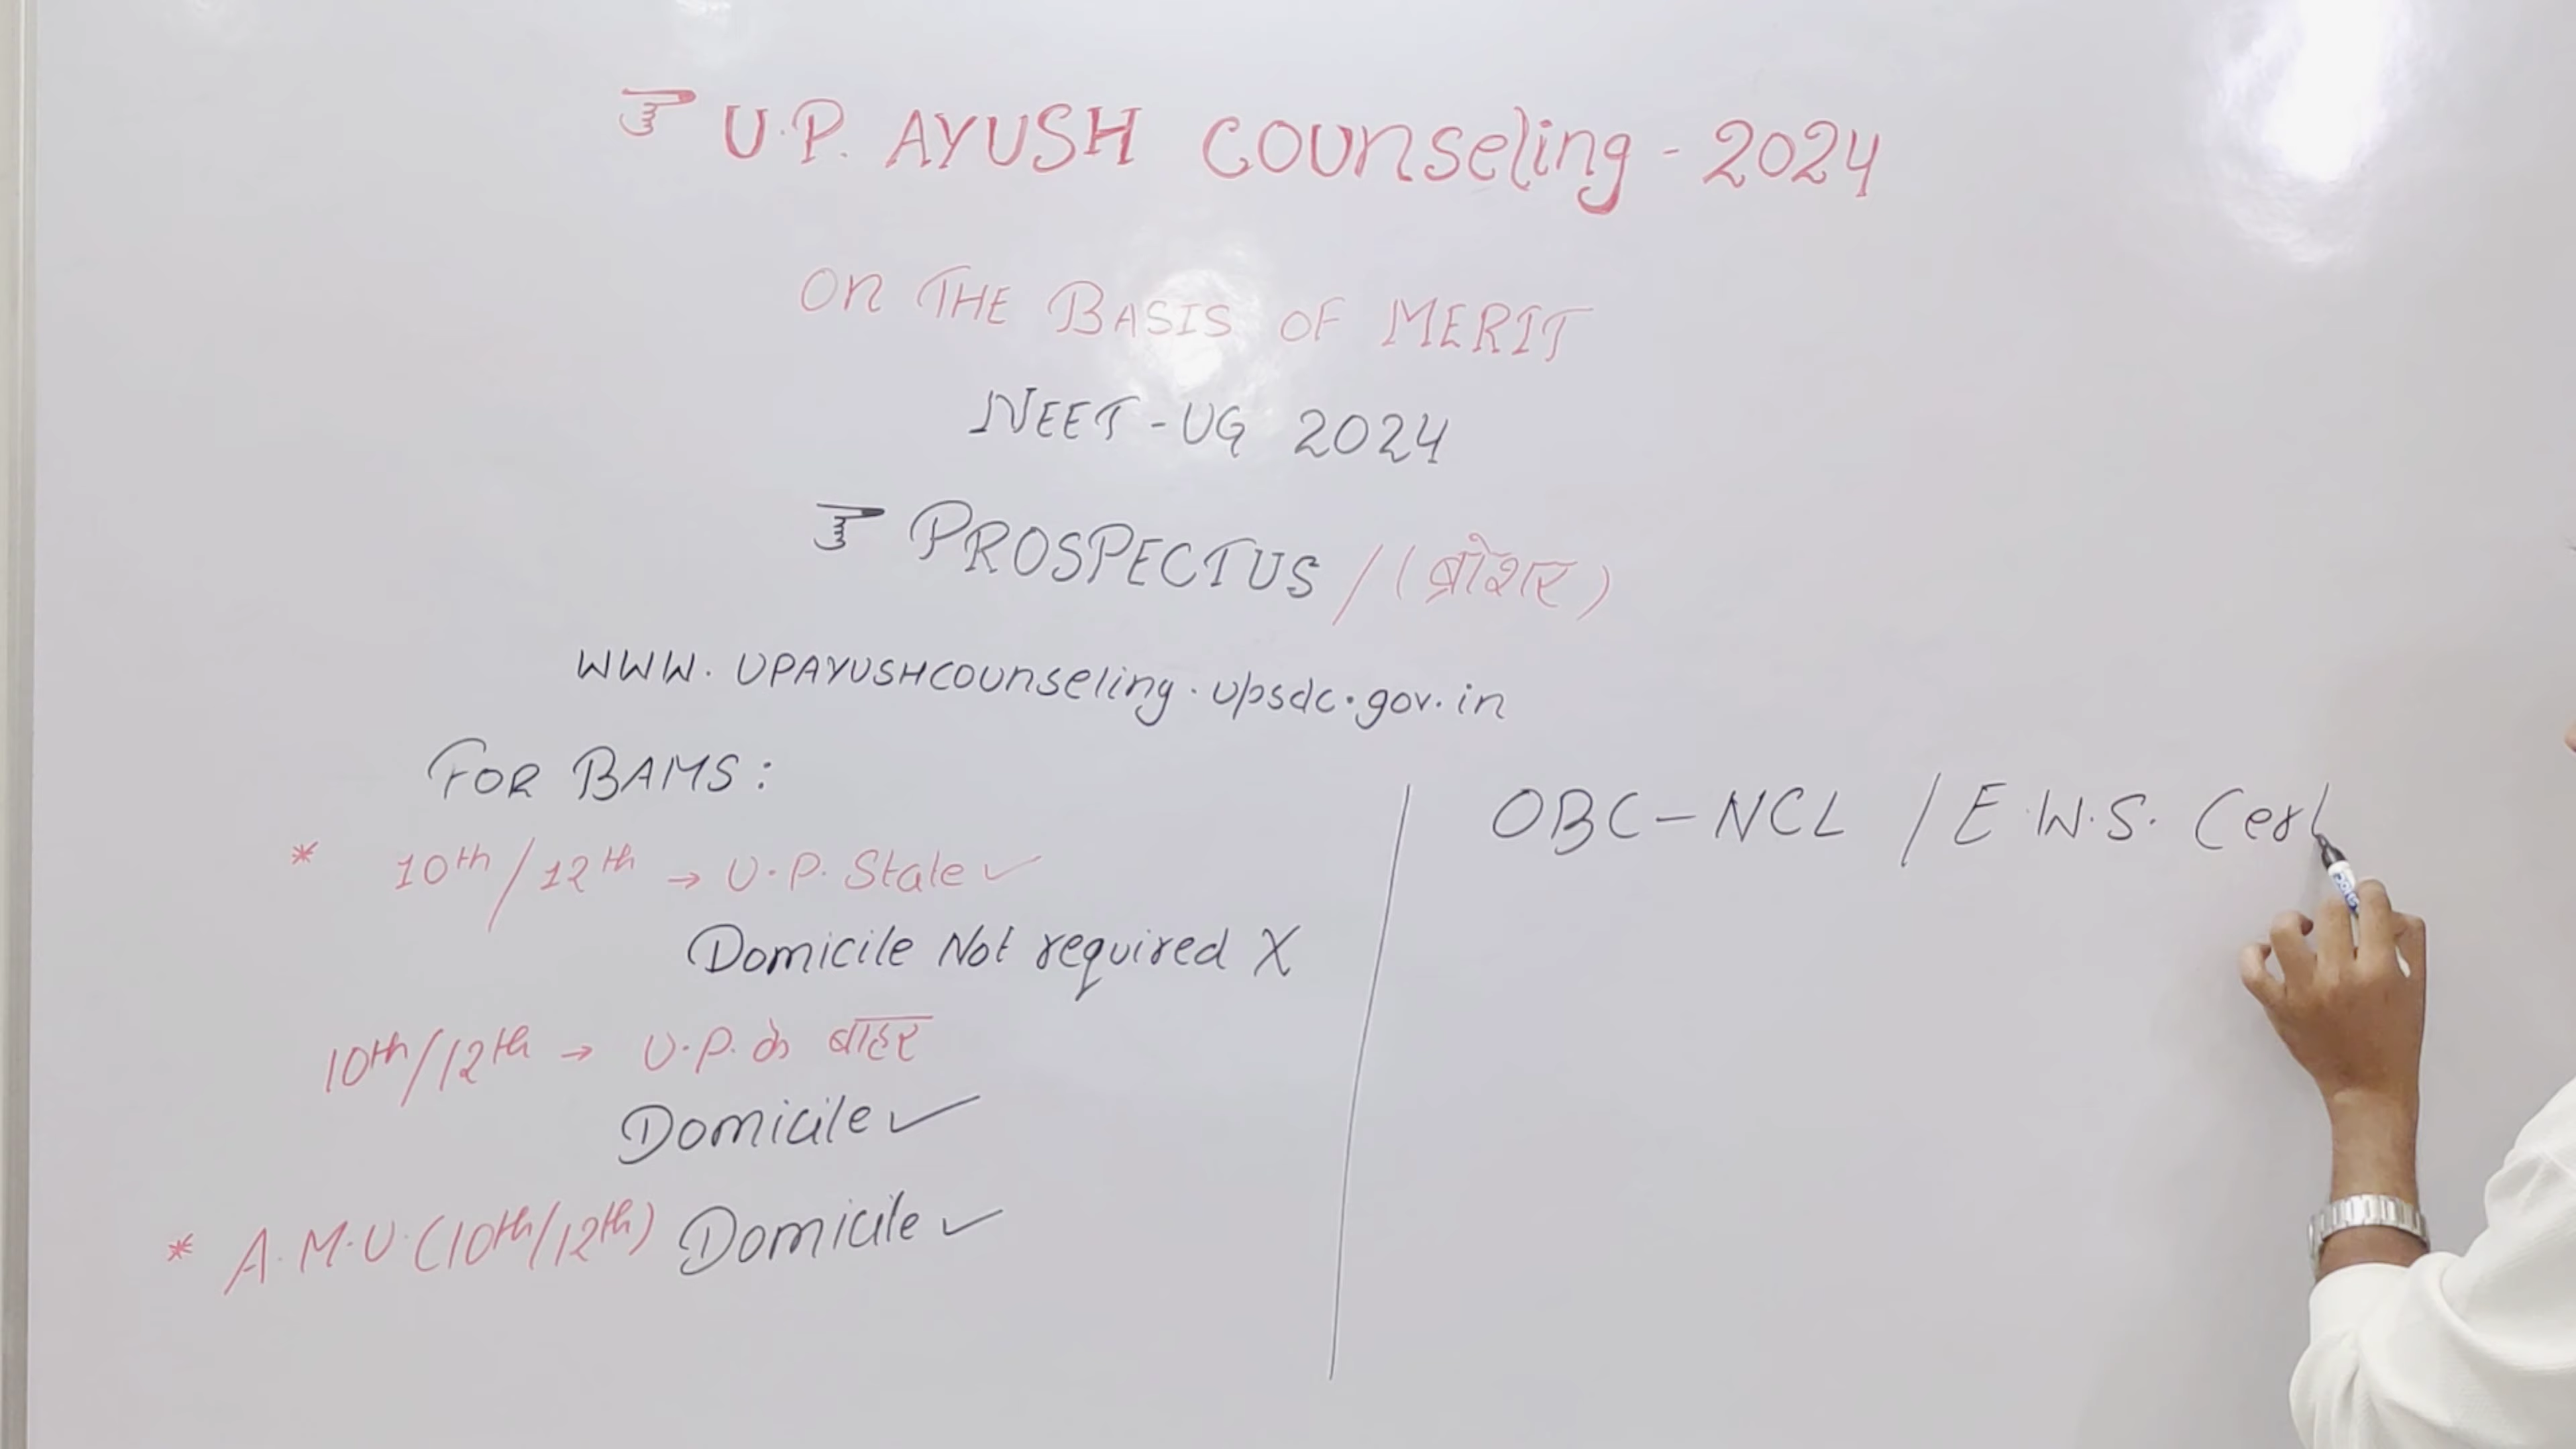 ☞ U.P. AYUSH Counseling - 2024
On THE BASIS OF MERIT
NEET-UG 2024
☞ PROSPECTUS / (ब्रोशर)
WWW.UPAYUSHCOUNseling.upsdc.gov.in
FOR BAMS:
* 10th/12th → U.P. State ✓
Domicile Not required X
10th/12th → U.P. के बाहर
Domicile ✓
* A.M.U.(10th/12th) Domicile ✓
OBC-NCL / E.W.S. Cer